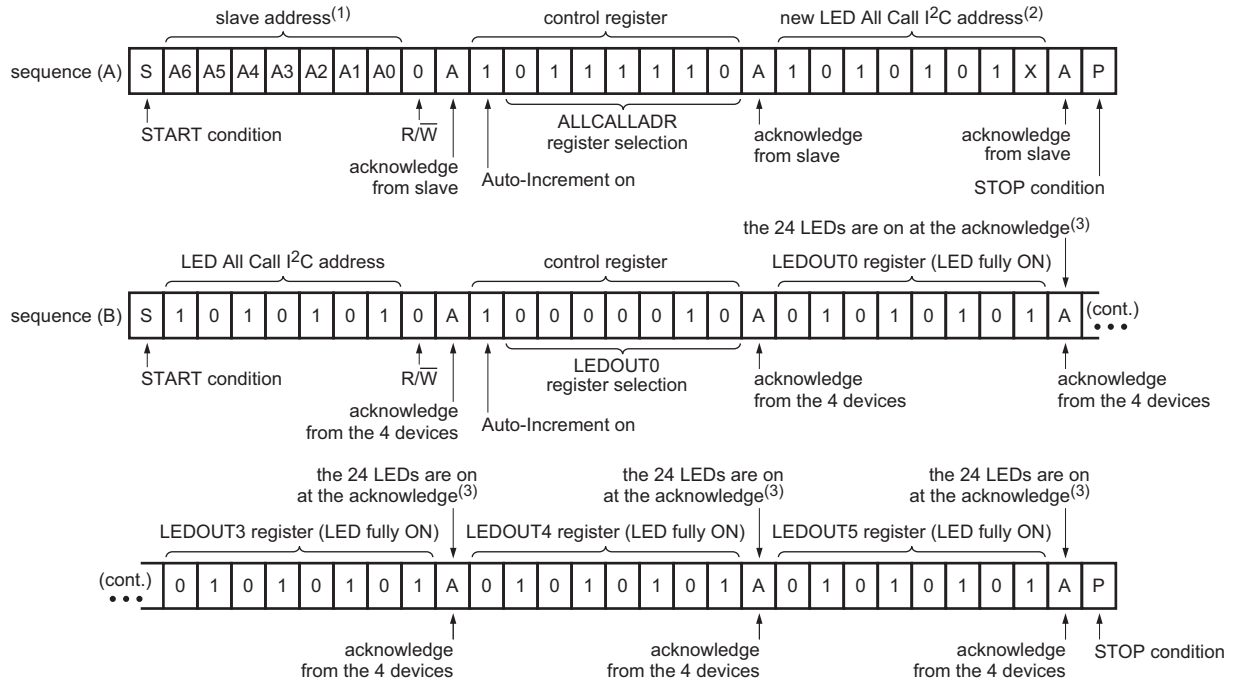 slave address(1) control register new LED All Call I2C address(2)
sequence (A) S A6 A5 A4 A3 A2 A1 A0 0 A 1 0 1 1 1 1 1 0 A 1 0 1 0 1 0 1 X A P
START condition R/W ALLCALLADR register selection acknowledge from slave acknowledge from slave
acknowledge from slave Auto-Increment on STOP condition
the 24 LEDs are on at the acknowledge(3)
LED All Call I2C address control register LEDOUT0 register (LED fully ON)
sequence (B) S 1 0 1 0 1 0 1 0 A 1 0 0 0 0 0 1 0 A 0 1 0 1 0 1 0 1 A (cont.)
START condition R/W LEDOUT0 register selection acknowledge from the 4 devices acknowledge from the 4 devices
acknowledge from the 4 devices Auto-Increment on
the 24 LEDs are on the 24 LEDs are on the 24 LEDs are on
at the acknowledge(3) at the acknowledge(3) at the acknowledge(3)
LEDOUT3 register (LED fully ON) LEDOUT4 register (LED fully ON) LEDOUT5 register (LED fully ON)
(cont.) 0 1 0 1 0 1 0 1 A 0 1 0 1 0 1 0 1 A 0 1 0 1 0 1 0 1 A P
acknowledge acknowledge acknowledge STOP condition
from the 4 devices from the 4 devices from the 4 devices